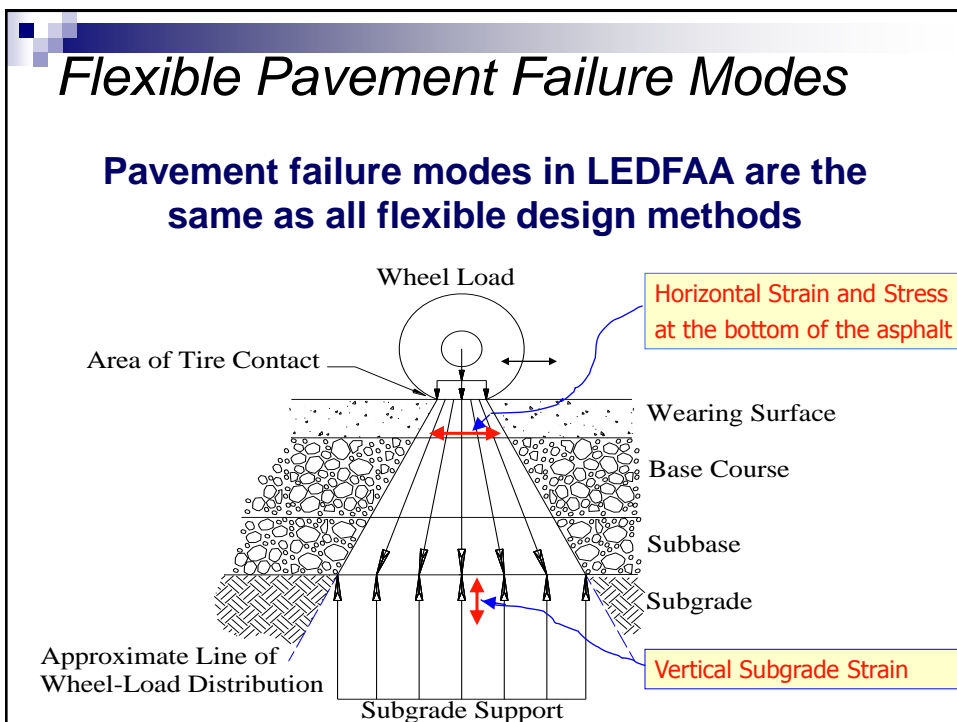 Flexible Pavement Failure Modes
Pavement failure modes in LEDFAA are the
same as all flexible design methods
Wheel Load
Horizontal Strain and Stress
at the bottom of the asphalt
Area of Tire Contact
Wearing Surface
Base Course
Subbase
Subgrade
Approximate Line of
Wheel-Load Distribution
Vertical Subgrade Strain
Subgrade Support